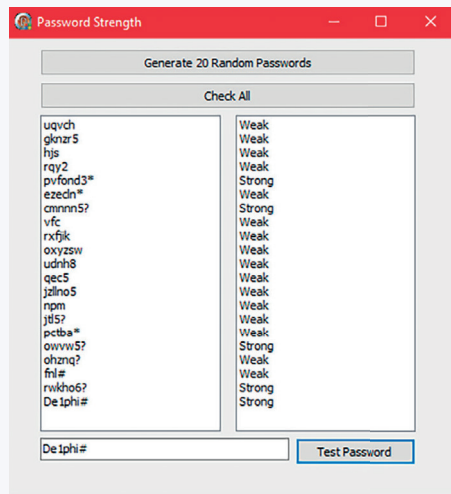 Password Strength
Generate 20 Random Passwords
Check All
uqvch Weak
gknzr5 Weak
hjs Weak
rqy2 Weak
pvfond3* Strong
ezecln* Weak
cmnnn5? Strong
vfc Weak
rxfjik Weak
oxyzsw Weak
udnh8 Weak
qec5 Weak
jzllno5 Weak
npm Weak
jtl5? Weak
pctba* Weak
owvw5? Strong
ohznq? Weak
fnl# Weak
rwkho6? Strong
De1phi# Strong
De1phi# Test Password